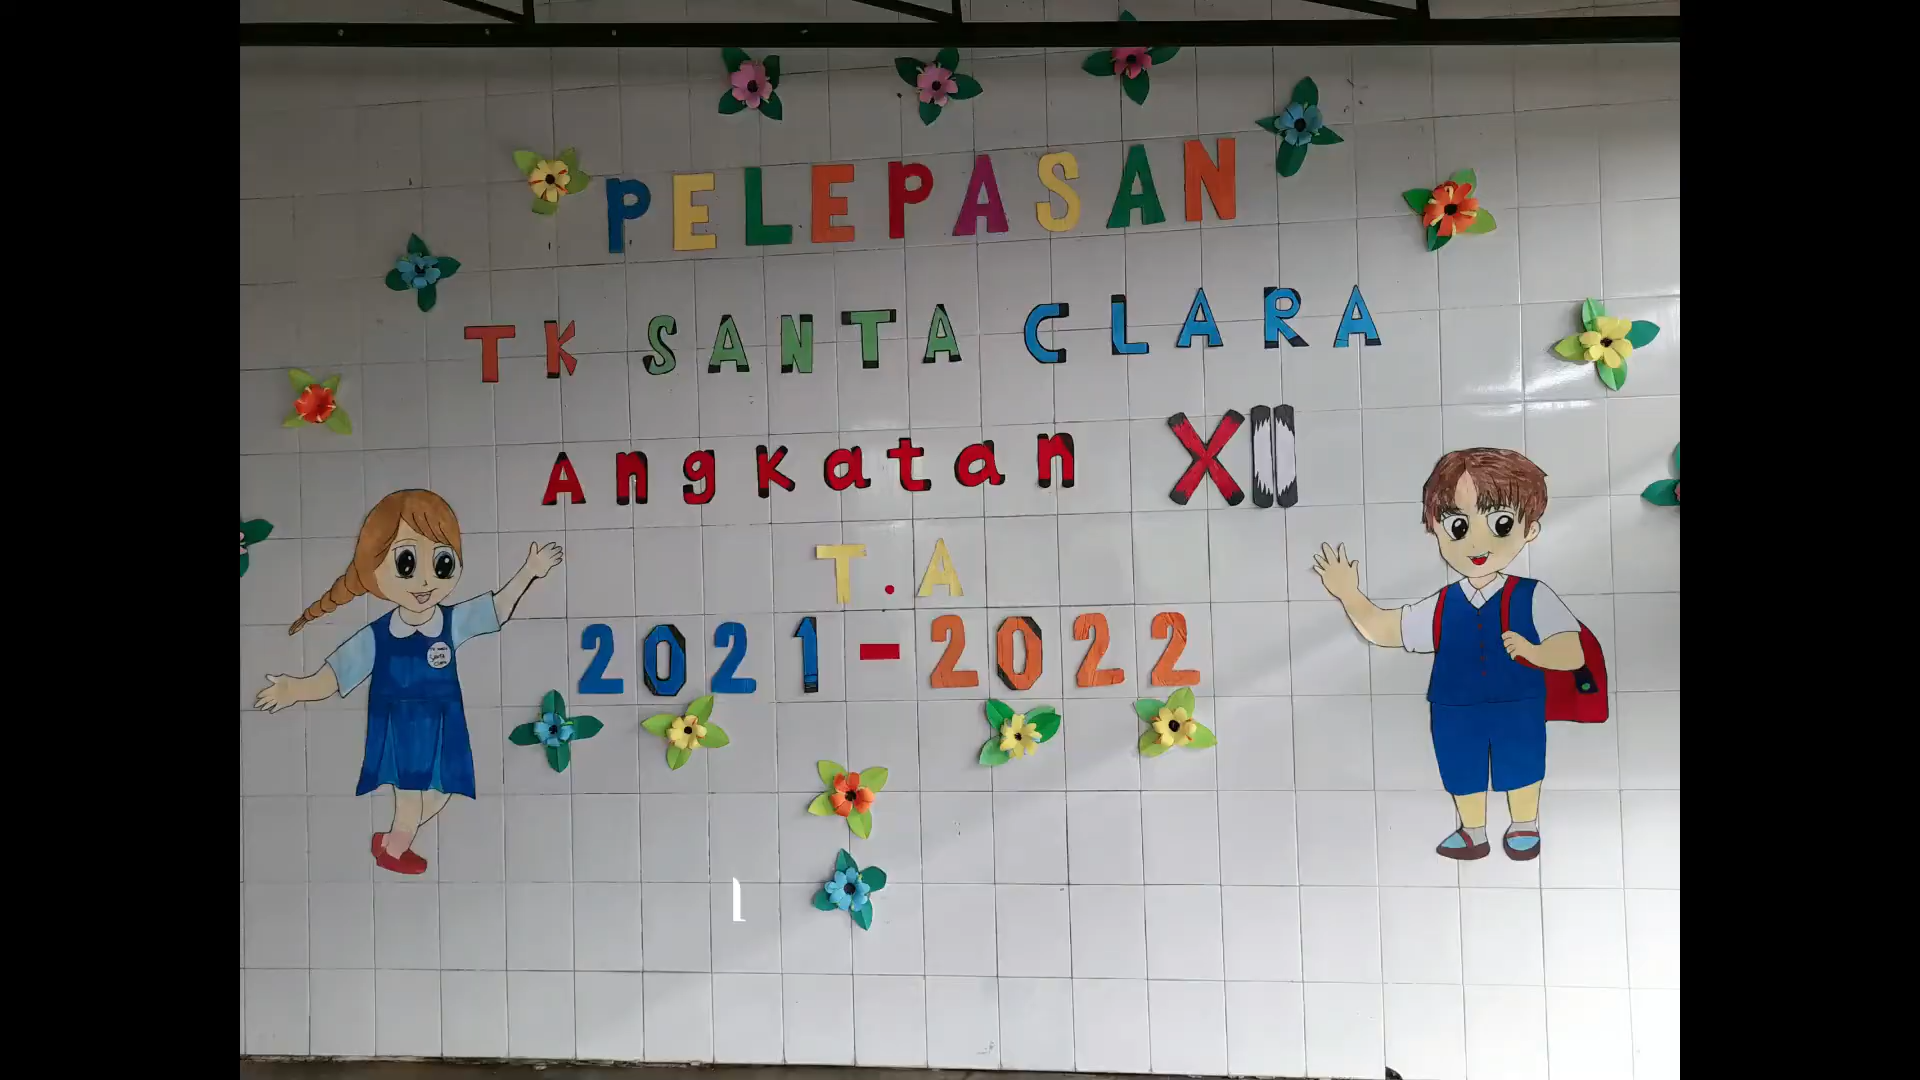 PELEPASAN
TK SANTA CLARA
Angkatan XII
T.A
2021-2022